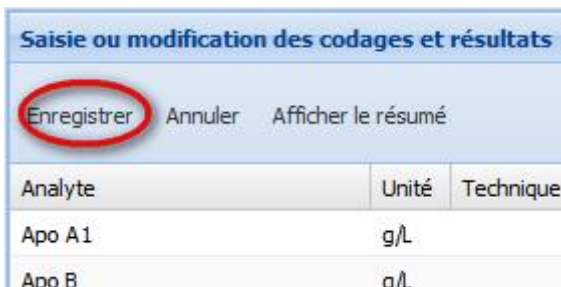 Saisie ou modification des codages et résultats
Enregistrer Annuler Afficher le résumé
Analyte Unité Technique
Apo A1 g/L
Apo B g/L